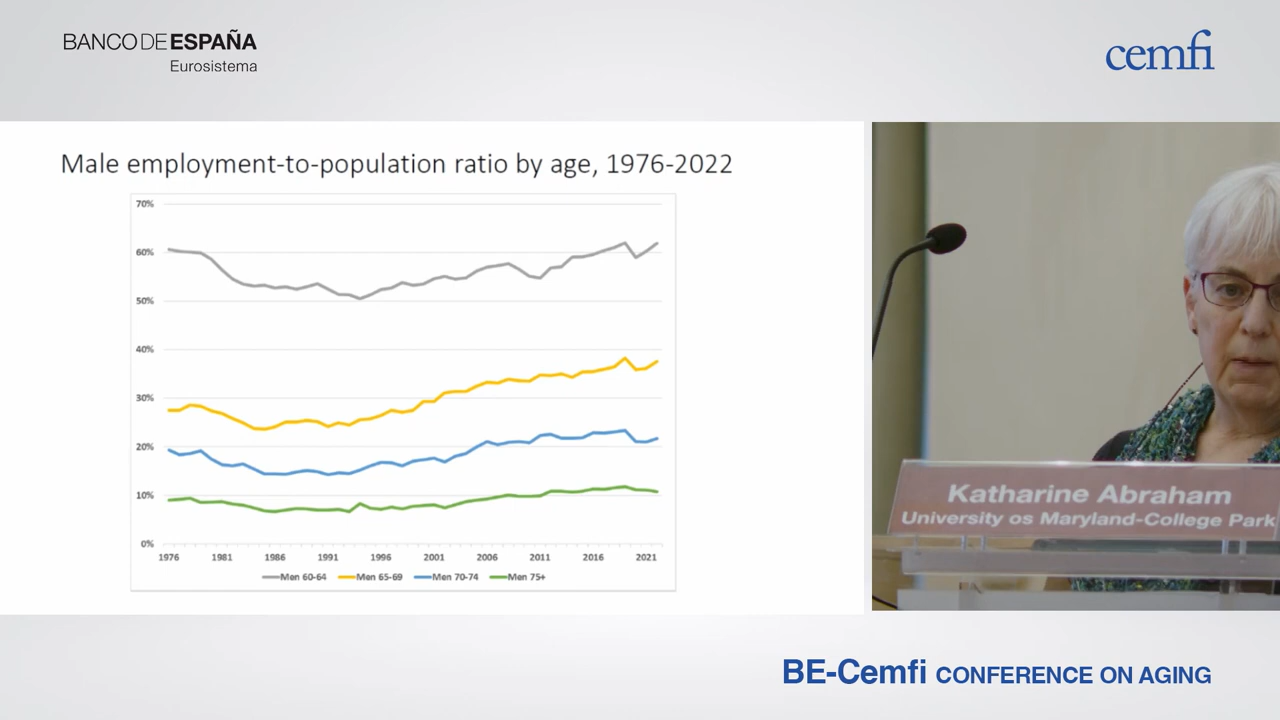 BANCO DE ESPAÑA
Eurosistema
cemfi
Male employment-to-population ratio by age, 1976-2022
70%
60%
50%
40%
30%
20%
10%
0%
1976 1981 1986 1991 1996 2001 2006 2011 2016 2021
Men 60-64 Men 65-69 Men 70-74 Men 75+
Katharine Abraham
University os Maryland-College Park
BE-Cemfi CONFERENCE ON AGING